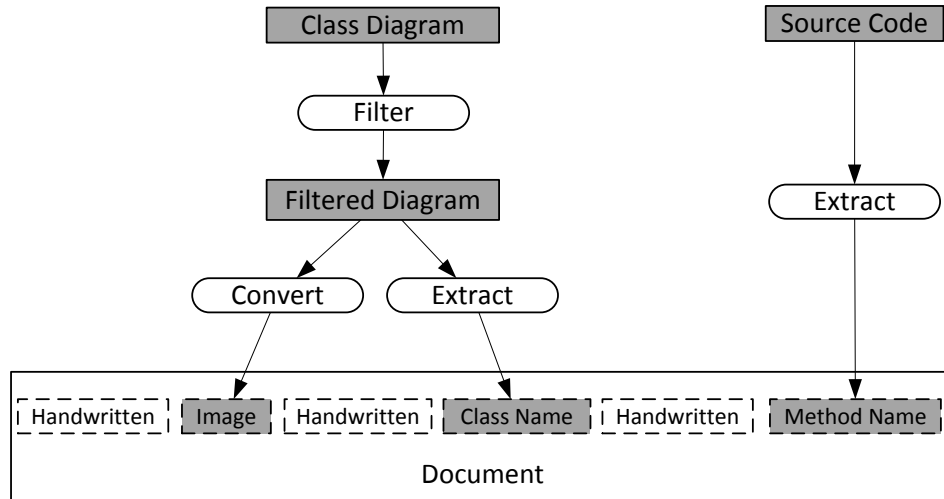 Class Diagram
Source Code
Filter
Filtered Diagram
Extract
Convert
Extract
Handwritten
Image
Handwritten
Class Name
Handwritten
Method Name
Document